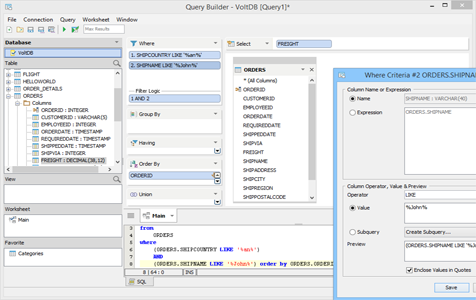 Query Builder - VoltDB [Query1]*
File Connection Query Worksheet Window
Max Results
Database
VoltDB
Table
FLIGHT
HELLOWORLD
ORDER_DETAILS
ORDERS
Columns
ORDERID : INTEGER
CUSTOMERID : VARCHAR(5)
EMPLOYEEID : INTEGER
ORDERDATE : TIMESTAMP
REQUIREDDATE : TIMESTAMP
SHIPPEDDATE : TIMESTAMP
SHIPVIA : INTEGER
FREIGHT : DECIMAL(38,12)
View
Worksheet
Main
Favorite
Categories
Where
1. SHIPCOUNTRY LIKE '%an%'
2. SHIPNAME LIKE '%John%'
Filter Logic
1 AND 2
Group By
Having
Order By
ORDERID
Union
Select
FREIGHT
ORDERS
* (All Columns)
ORDERID
CUSTOMERID
EMPLOYEEID
ORDERDATE
REQUIREDDATE
SHIPPEDDATE
SHIPVIA
FREIGHT
SHIPNAME
SHIPADDRESS
SHIPCITY
SHIPREGION
SHIPPOSTALCODE
Main
3 from
4 ORDERS
5 where
6 (ORDERS.SHIPCOUNTRY LIKE '%an%')
7 AND
8 (ORDERS.SHIPNAME LIKE '%John%') order by ORDERS.ORDERI
8 | 64 : 0 INS
SQL
Where Criteria #2 ORDERS.SHIPNAM
Column Name or Expression
Name
SHIPNAME : VARCHAR(40)
Expression
ORDERS.SHIPNAME
Column Operator, Value & Preview
Operator
LIKE
Value
%John%
Subquery
Create Subquery...
Preview
(ORDERS.SHIPNAME LIKE '%Jo
Enclose Values in Quotes
Save